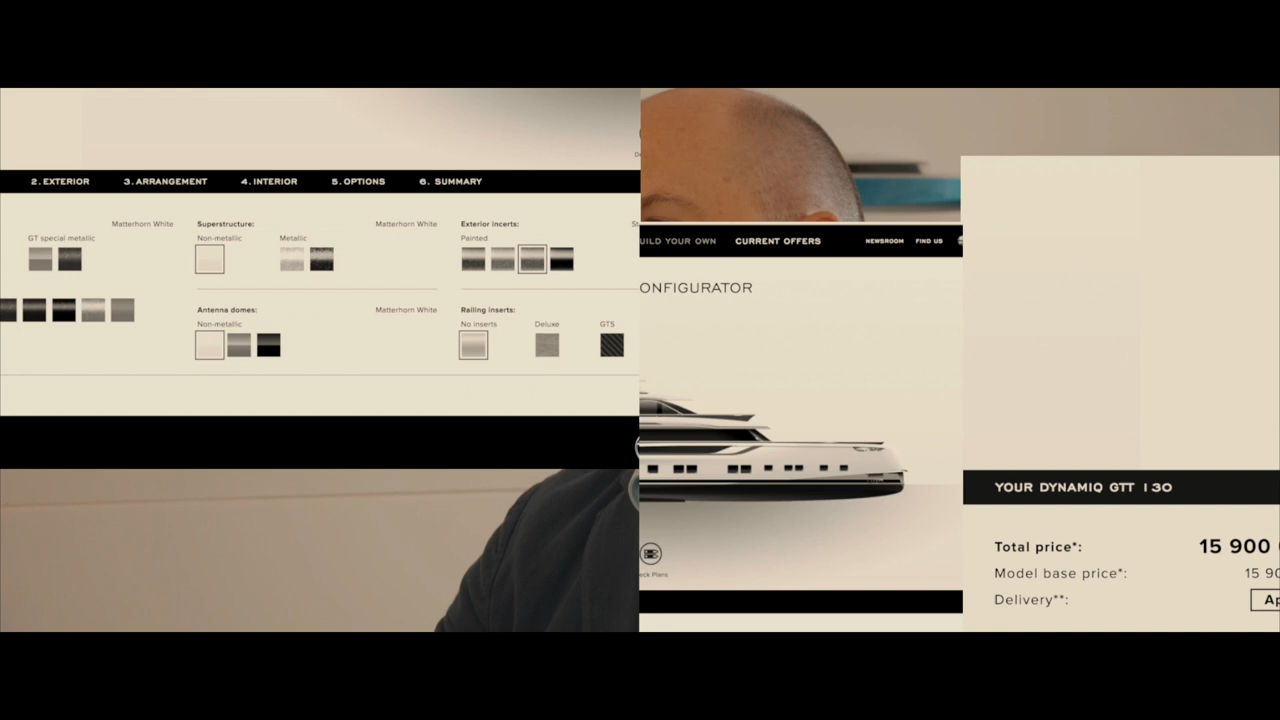 2. EXTERIOR 3. ARRANGEMENT 4. INTERIOR 5. OPTIONS 6. SUMMARY
Matterhorn White
GT special metallic
Superstructure: Matterhorn White
Non-metallic Metallic
Antenna domes: Matterhorn White
Non-metallic
Exterior incerts:
Painted
Railing inserts:
No inserts Deluxe GTS
UILD YOUR OWN CURRENT OFFERS NEWSROOM FIND US
ONFIGURATOR
eck Plans
YOUR DYNAMIQ GTT 130
Total price*: 15 900
Model base price*: 15 90
Delivery**: Ap